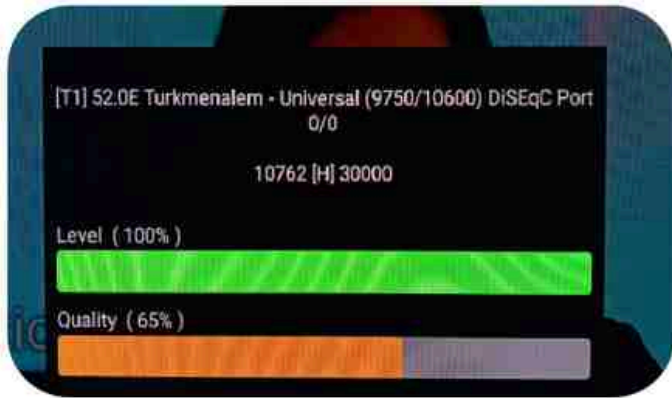 [T1] 52.0E Turkmenalem - Universal (9750/10600) DiSEqC Port
0/0
10762 [H] 30000
Level ( 100% )
Quality ( 65% )